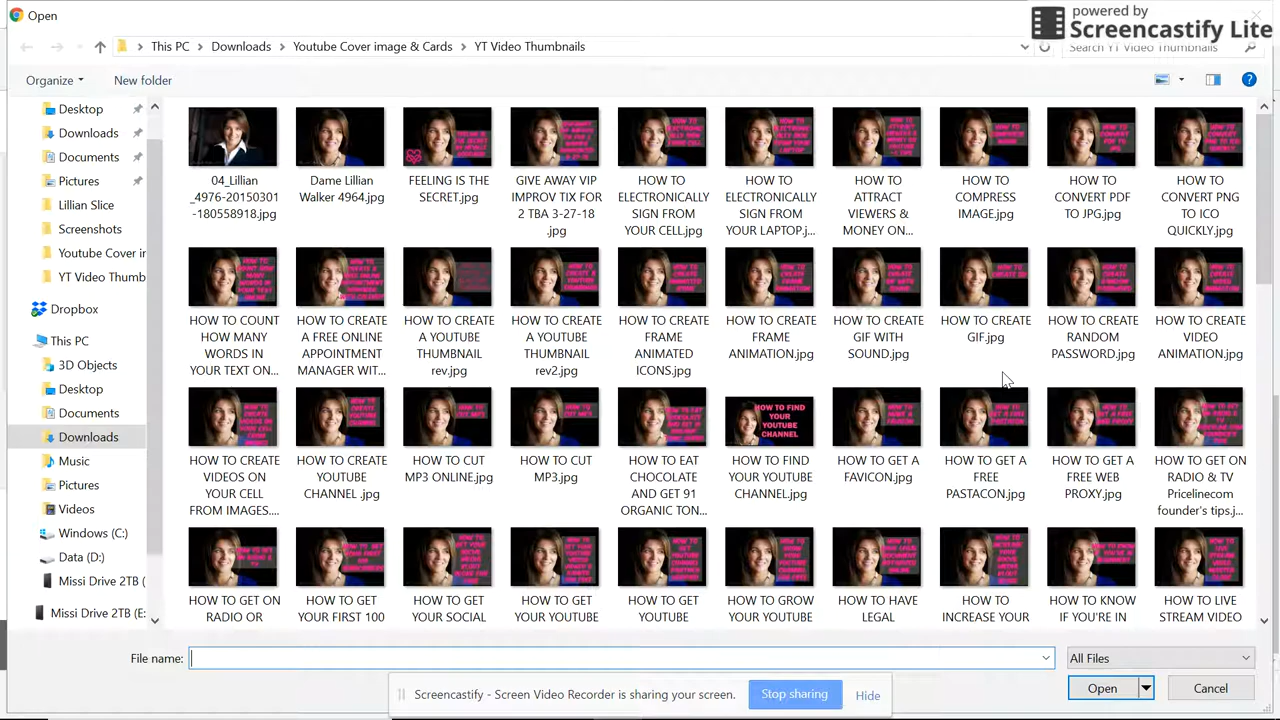 Open
powered by
Screencastify Lite
This PC
Downloads
Youtube Cover image & Cards
YT Video Thumbnails
Search YT Video Thumbnails
Organize
New folder
Desktop
Downloads
Documents
Pictures
Lillian Slice
Screenshots
Youtube Cover ir
YT Video Thumb
Dropbox
This PC
3D Objects
Desktop
Documents
Downloads
Music
Pictures
Videos
Windows (C:)
Data (D:)
Missi Drive 2TB (
Missi Drive 2TB (E:
04_Lillian
_4976-20150301
-180558918.jpg
Dame Lillian
Walker 4964.jpg
FEELING IS THE
SECRET.jpg
GIVE AWAY VIP
IMPROV TIX FOR
2 TBA 3-27-18
.jpg
HOW TO
ELECTRONICALLY
SIGN FROM
YOUR CELL.jpg
HOW TO
ELECTRONICALLY
SIGN FROM
YOUR LAPTOP.j...
HOW TO
ATTRACT
VIEWERS &
MONEY ON...
HOW TO
COMPRESS
IMAGE.jpg
HOW TO
CONVERT PDF
TO JPG.jpg
HOW TO
CONVERT PNG
TO ICO
QUICKLY.jpg
HOW TO COUNT
HOW MANY
WORDS IN
YOUR TEXT ON...
HOW TO CREATE
A FREE ONLINE
APPOINTMENT
MANAGER WIT...
HOW TO CREATE
A YOUTUBE
THUMBNAIL
rev.jpg
HOW TO CREATE
A YOUTUBE
THUMBNAIL
rev2.jpg
HOW TO CREATE
FRAME
ANIMATED
ICONS.jpg
HOW TO CREATE
FRAME
ANIMATION.jpg
HOW TO CREATE
GIF WITH
SOUND.jpg
HOW TO CREATE
GIF.jpg
HOW TO CREATE
RANDOM
PASSWORD.jpg
HOW TO CREATE
VIDEO
ANIMATION.jpg
HOW TO CREATE
VIDEOS ON
YOUR CELL
FROM IMAGES....
HOW TO CREATE
YOUTUBE
CHANNEL .jpg
HOW TO CUT
MP3 ONLINE.jpg
HOW TO CUT
MP3.jpg
HOW TO EAT
CHOCOLATE
AND GET 91
ORGANIC TON...
HOW TO FIND
YOUR
YOUTUBE
CHANNEL
HOW TO FIND
YOUR YOUTUBE
CHANNEL.jpg
HOW TO GET A
FAVICON.jpg
HOW TO GET A
FREE
PASTACON.jpg
HOW TO GET A
FREE WEB
PROXY.jpg
HOW TO GET ON
RADIO & TV
Pricelinecom
founder's tips.j...
HOW TO GET ON
RADIO OR
HOW TO GET
YOUR FIRST 100
HOW TO GET
YOUR SOCIAL
HOW TO GET
YOUR YOUTUBE
HOW TO GET
YOUTUBE
HOW TO GROW
YOUR YOUTUBE
HOW TO HAVE
LEGAL
HOW TO
INCREASE YOUR
HOW TO KNOW
IF YOU'RE IN
HOW TO LIVE
STREAM VIDEO
File name:
All Files
Open
Cancel
Screencastify - Screen Video Recorder is sharing your screen.
Stop sharing
Hide